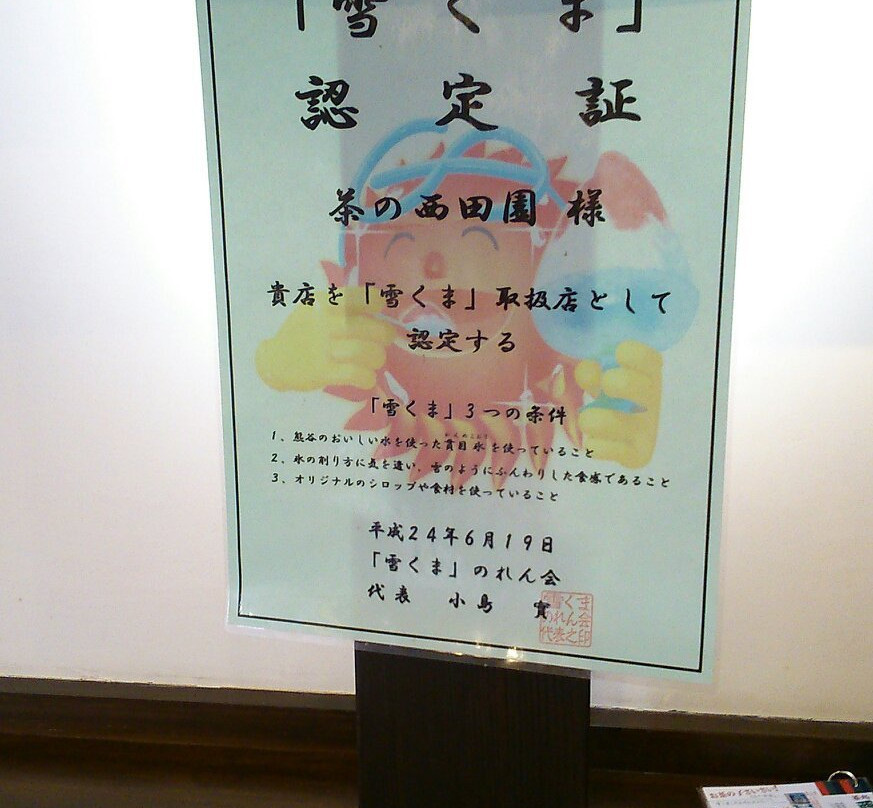 「雪くま」
認定証
茶の西田園 様
貴店を「雪くま」取扱店として
認定する
「雪くま」3つの条件
1、熊谷のおいしい水を使った貫目氷を使っていること
かんめごおり
2、氷の削り方に気を遣い、雪のようにふんわりした食感であること
3、オリジナルのシロップや食材を使っていること
平成24年6月19日
「雪くま」のれん会
代表 小島 實
雪くま
のれん会
代表之印